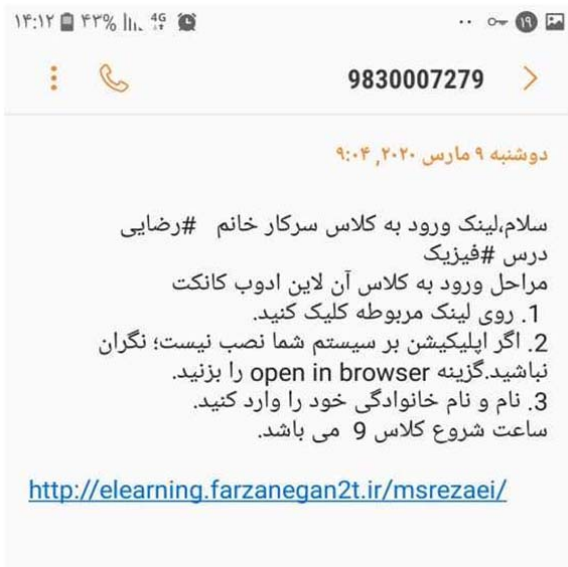 ۱۴:۱۲ ۴۳% 4G ۱۹
9830007279
دوشنبه ۹ مارس ۲۰۲۰, ۹:۰۴
سلام،لینک ورود به کلاس سرکار خانم #رضایی
درس #فیزیک
مراحل ورود به کلاس آن لاین ادوب کانکت
1. روی لینک مربوطه کلیک کنید.
2. اگر اپلیکیشن بر سیستم شما نصب نیست؛ نگران
نباشید.گزینه open in browser را بزنید.
3. نام و نام خانوادگی خود را وارد کنید.
ساعت شروع کلاس 9 می باشد.
http://elearning.farzanegan2t.ir/msrezaei/